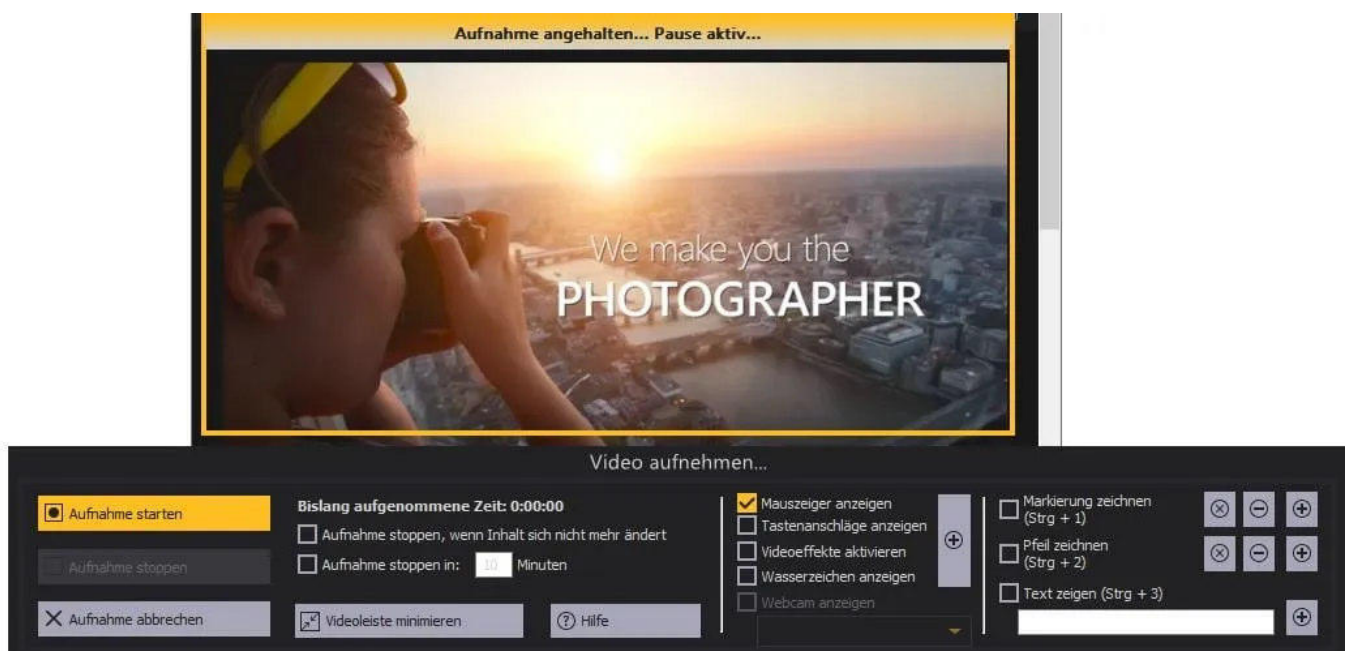 Aufnahme angehalten... Pause aktiv...
We make you the
PHOTOGRAPHER
Video aufnehmen...
Aufnahme starten
Aufnahme stoppen
Aufnahme abbrechen
Bislang aufgenommene Zeit: 0:00:00
Aufnahme stoppen, wenn Inhalt sich nicht mehr ändert
Aufnahme stoppen in: 10 Minuten
Videoleiste minimieren
Hilfe
Mauszeiger anzeigen
Tastenanschläge anzeigen
Videoeffekte aktivieren
Wasserzeichen anzeigen
Webcam anzeigen
Markierung zeichnen
(Strg + 1)
Pfeil zeichnen
(Strg + 2)
Text zeigen (Strg + 3)